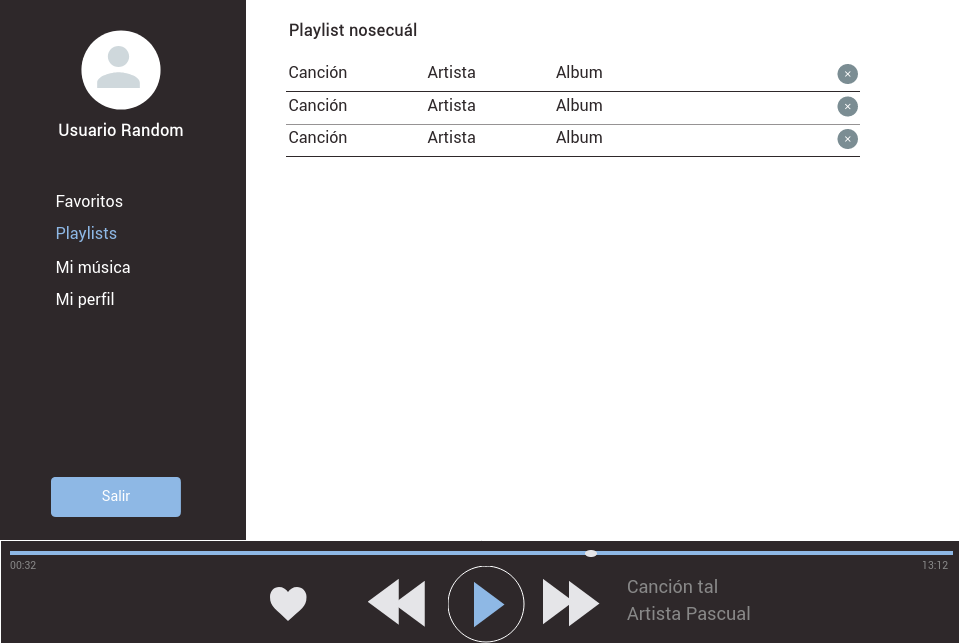 Usuario Random
Favoritos
Playlists
Mi música
Mi perfil
Salir
Playlist nosecuál
Canción Artista Album ×
Canción Artista Album ×
Canción Artista Album ×
00:32 13:12
Canción tal
Artista Pascual